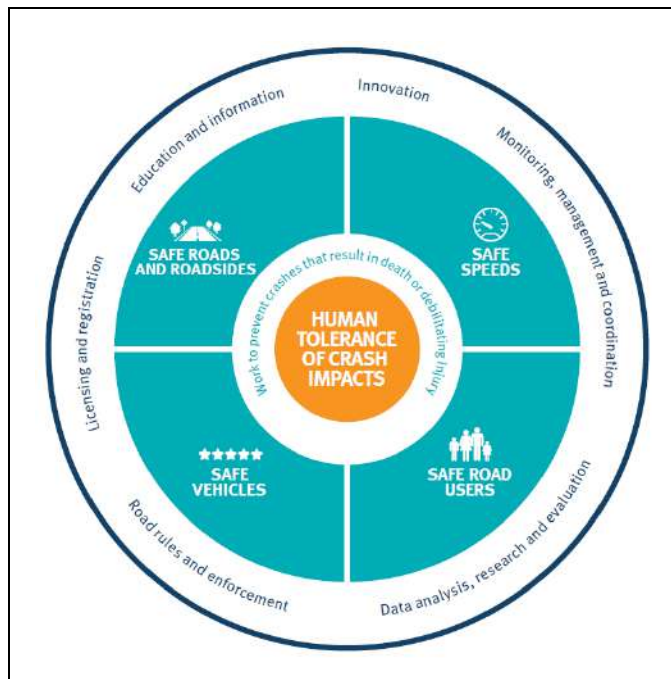 Innovation
Education and information
Monitoring, management and coordination
Licensing and registration
SAFE ROADS
AND ROADSIDES
SAFE
SPEEDS
Work to prevent crashes that result in death or debilitating injury
HUMAN
TOLERANCE
OF CRASH
IMPACTS
SAFE
VEHICLES
SAFE ROAD
USERS
Road rules and enforcement
Data analysis, research and evaluation